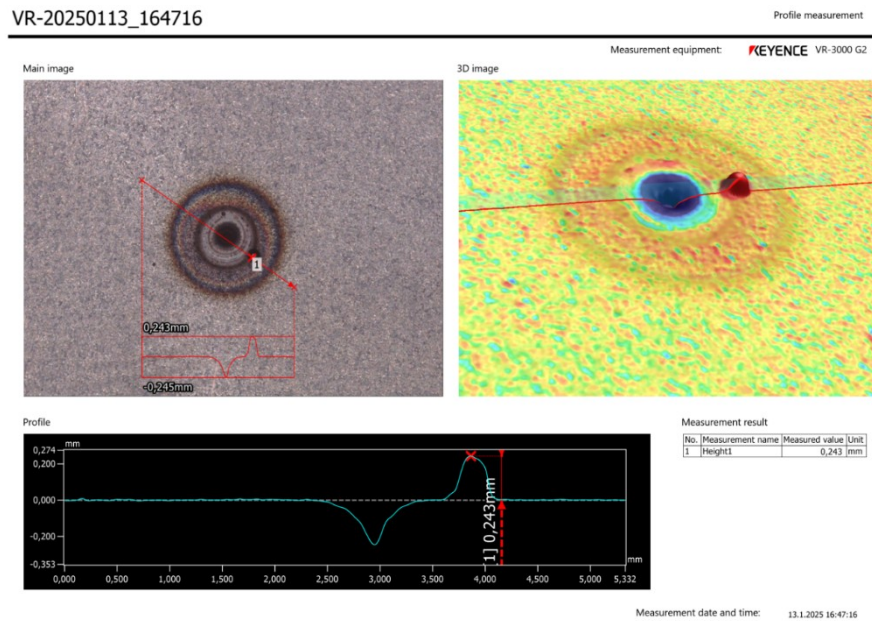 VR-20250113_164716
Profile measurement
Measurement equipment: KEYENCE VR-3000 G2
Main image
3D image
1
0,243mm
-0,245mm
Profile
Measurement result
No. Measurement name Measured value Unit
1 Height1 0,243 mm
mm
0,274
0,200
0,000
-0,200
-0,353
1] 0,243mm
mm
0,000 0,500 1,000 1,500 2,000 2,500 3,000 3,500 4,000 4,500 5,000 5,332
Measurement date and time: 13.1.2025 16:47:16